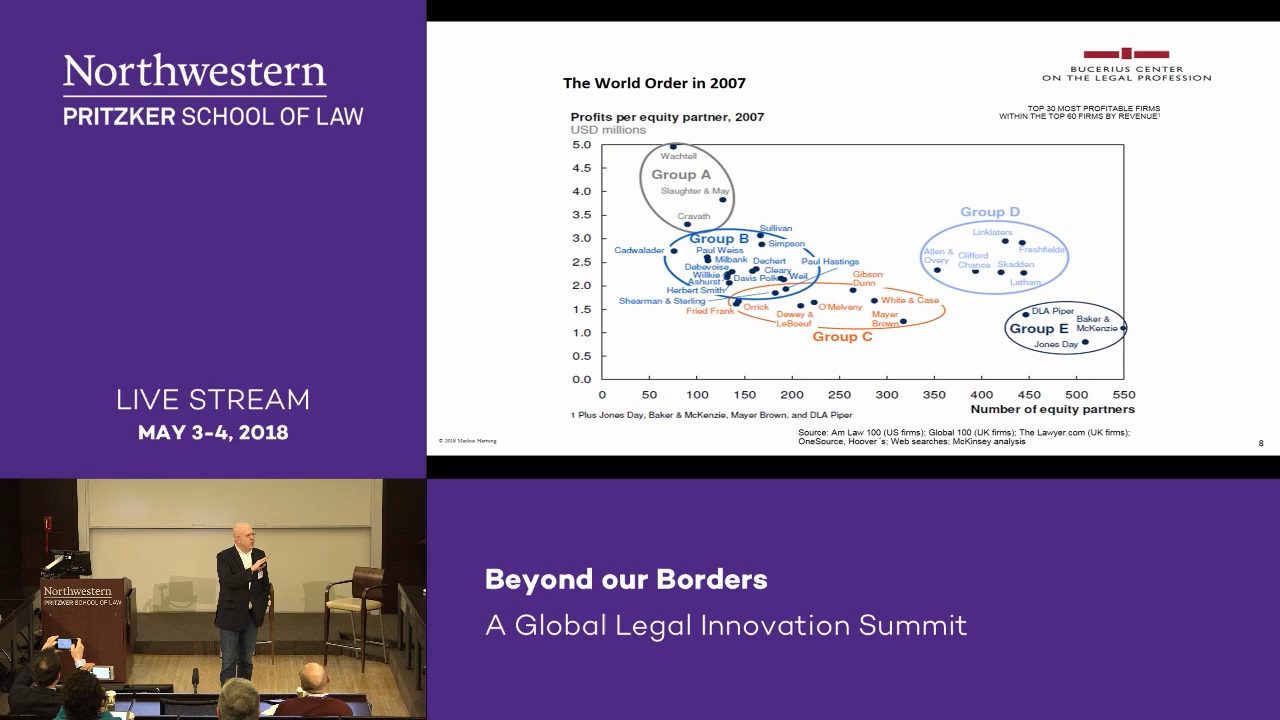 Northwestern
PRITZKER SCHOOL OF LAW
LIVE STREAM
MAY 3-4, 2018
The World Order in 2007
BUCERIUS CENTER
ON THE LEGAL PROFESSION
TOP 30 MOST PROFITABLE FIRMS
WITHIN THE TOP 60 FIRMS BY REVENUE¹
Profits per equity partner, 2007
USD millions
5.0
4.5
4.0
3.5
3.0
2.5
2.0
1.5
1.0
0.5
0.0
Wachtell
Group A
Slaughter & May
Cravath
Sullivan
Group B
Simpson
Cadwalader
Paul Weiss
Milbank
Dechert
Paul Hastings
Debevoise
Cleary
Willkie
Davis Polk
Weil
Ashurst
Herbert Smith
Shearman & Sterling
Gibson
Dunn
Fried Frank
Orrick
O'Melveny
White & Case
Dewey &
LeBoeuf
Mayer
Brown
Group C
Group D
Linklaters
Freshfields
Allen &
Overy
Clifford
Chance
Skadden
Latham
DLA Piper
Group E
Baker &
McKenzie
Jones Day
0 50 100 150 200 250 300 350 400 450 500 550
Number of equity partners
1 Plus Jones Day, Baker & McKenzie, Mayer Brown, and DLA Piper
Source: Am Law 100 (US firms); Global 100 (UK firms); The Lawyer.com (UK firms);
OneSource, Hoover´s; Web searches; McKinsey analysis
© 2018 Markus Hartung
8
Northwestern
PRITZKER SCHOOL OF LAW
Beyond our Borders
A Global Legal Innovation Summit